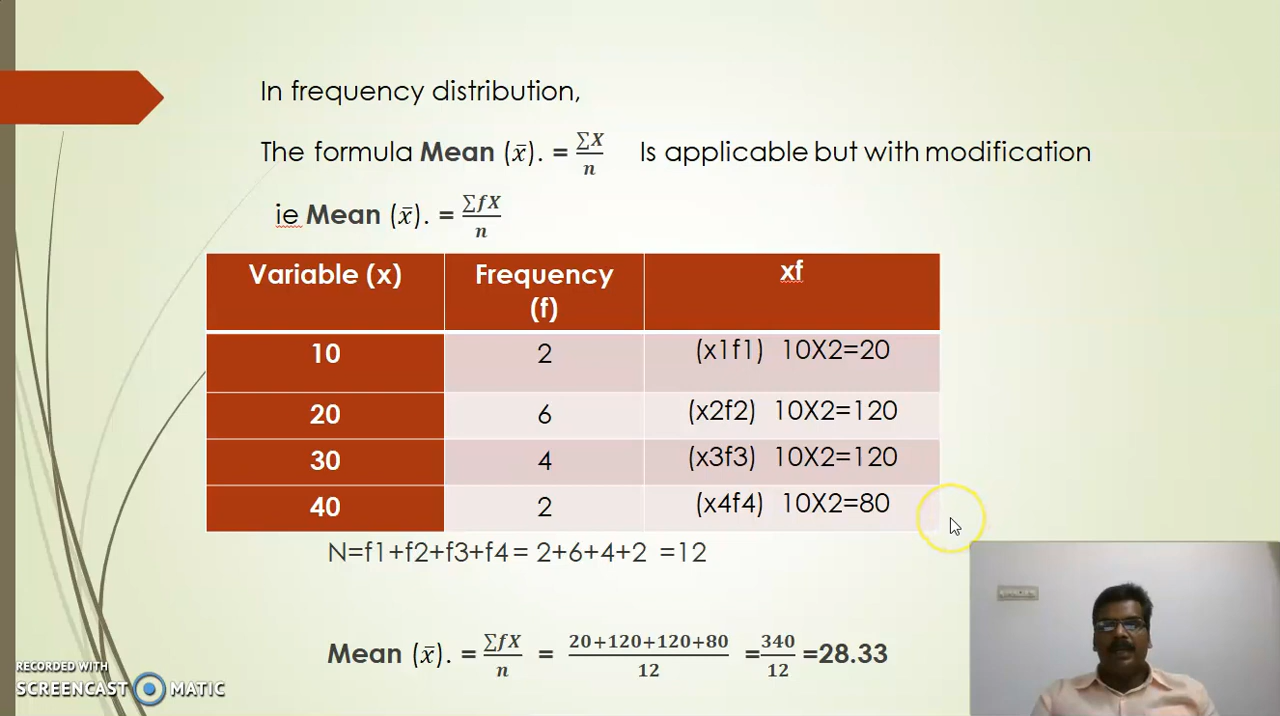 In frequency distribution,
The formula Mean (x̄). = ∑X/n Is applicable but with modification
ie Mean (x̄). = ∑fX/n
Variable (x) Frequency (f) xf
10 2 (x1f1) 10X2=20
20 6 (x2f2) 10X2=120
30 4 (x3f3) 10X2=120
40 2 (x4f4) 10X2=80
N=f1+f2+f3+f4= 2+6+4+2 =12
Mean (x̄). = ∑fX/n = 20+120+120+80/12 =340/12 =28.33
RECORDED WITH
SCREENCAST MATIC